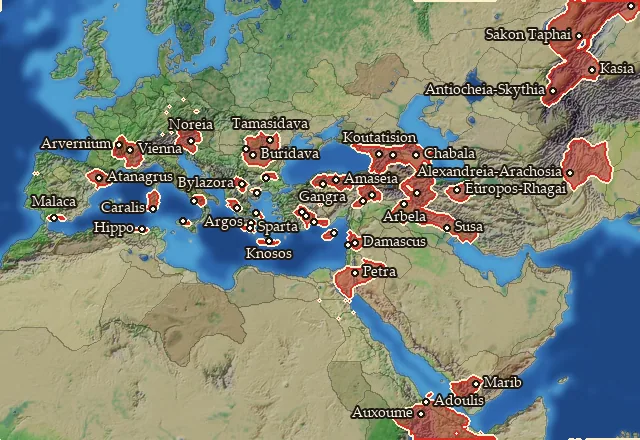 Sakon Taphai
Kasia
Antiocheia-Skythia
Noreia
Tamasidava
Arvernium
Vienna
Buridava
Koutatision
Chabala
Alexandreia-Arachosia
Atanagrus
Bylazora
Amaseia
Europos-Rhagai
Malaca
Caralis
Gangra
Arbela
Hippo
Argos
Sparta
Susa
Knosos
Damascus
Petra
Marib
Adoulis
Auxoume